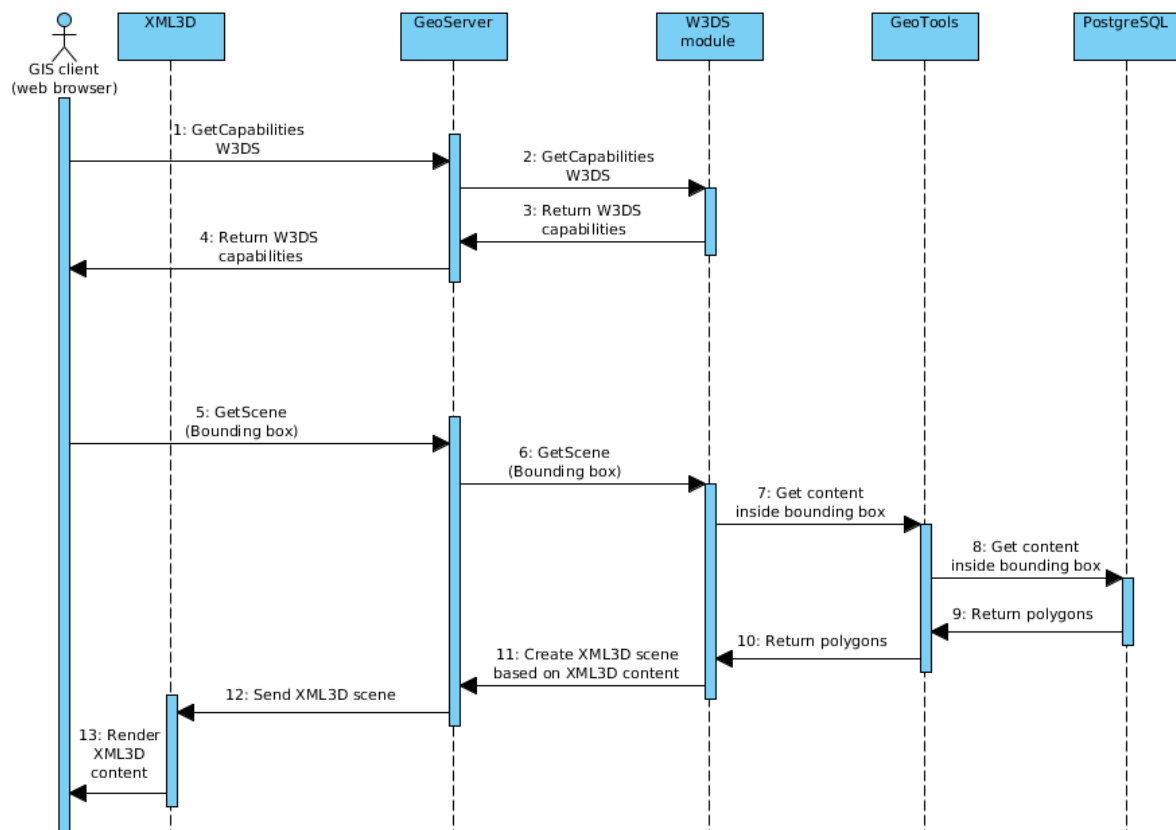 XML3D
GeoServer
W3DS
module
GeoTools
PostgreSQL
GIS client
(web browser)
1: GetCapabilities
W3DS
2: GetCapabilities
W3DS
3: Return W3DS
capabilities
4: Return W3DS
capabilities
5: GetScene
(Bounding box)
6: GetScene
(Bounding box)
7: Get content
inside bounding box
8: Get content
inside bounding box
9: Return polygons
10: Return polygons
11: Create XML3D scene
based on XML3D content
12: Send XML3D scene
13: Render
XML3D
content